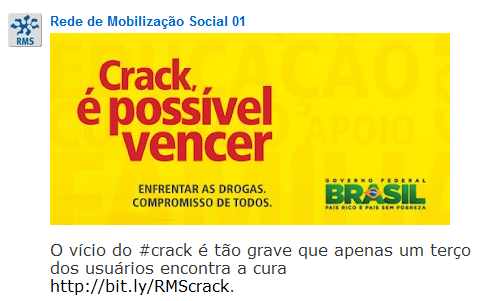 Rede de Mobilização Social 01
RMS
EDUCAÇÃO
APOIO
FAMÍLIA
Crack,
é possível
vencer
ENFRENTAR AS DROGAS.
COMPROMISSO DE TODOS.
GOVERNO FEDERAL
BRASIL
PAÍS RICO É PAÍS SEM POBREZA
O vício do #crack é tão grave que apenas um terço
dos usuários encontra a cura
http://bit.ly/RMScrack.